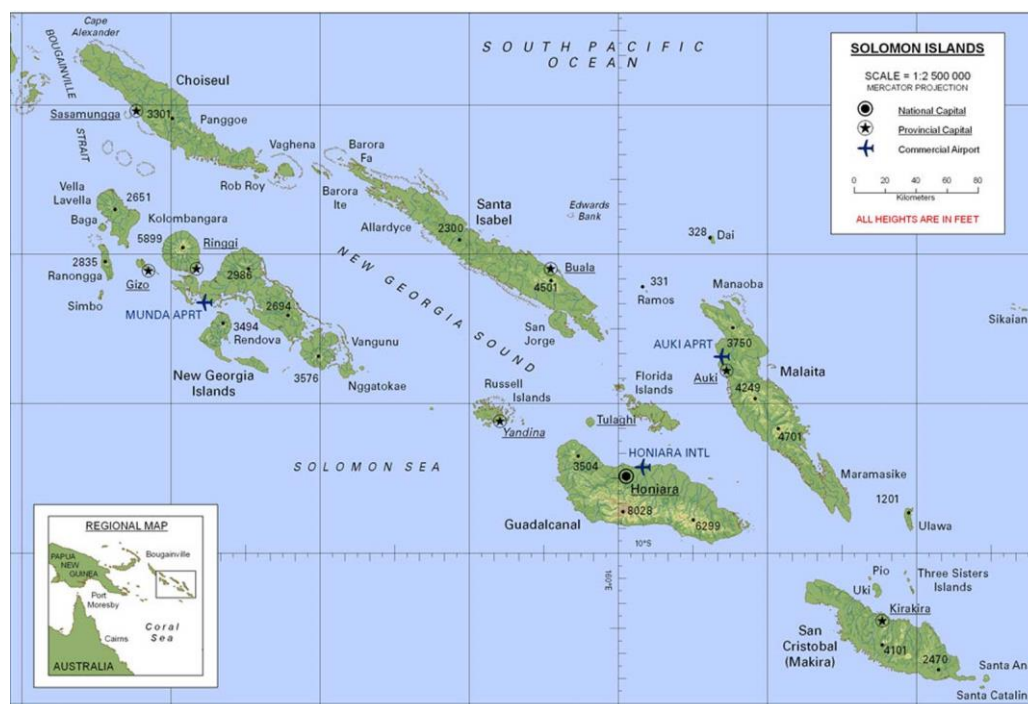 Cape
Alexander
BOUGAINVILLE
STRAIT
Choiseul
Sasamungga
3301
Panggoe
Vaghena
Rob Roy
Barora
Fa
Barora
Ite
Allardyce
SOUTH PACIFIC
OCEAN
SOLOMON ISLANDS
SCALE = 1:2 500 000
MERCATOR PROJECTION
National Capital
Provincial Capital
Commercial Airport
0 20 40 60 80
Kilometers
ALL HEIGHTS ARE IN FEET
Vella
Lavella
2651
Baga
Kolombangara
5899
Ringgi
2835
Ranongga
Gizo
Simbo
2986
MUNDA APRT
2694
3494
Rendova
Vangunu
New Georgia
Islands
3576
Nggatokae
Santa
Isabel
2300
Edwards
Bank
Buala
4501
San
Jorge
NEW GEORGIA SOUND
328
Dai
331
Ramos
Manaoba
Sikaian
3750
AUKI APRT
Auki
Malaita
4249
4701
Maramasike
Florida
Islands
Russell
Islands
Tulaghi
Yandina
SOLOMON SEA
HONIARA INTL
3504
Honiara
Guadalcanal
8028
6299
10°S
160°E
1201
Ulawa
Pio
Uki
Three Sisters
Islands
Kirakira
San
Cristobal
(Makira)
4101
2470
Santa An
Santa Catalin
REGIONAL MAP
PAPUA
NEW
GUINEA
Bougainville
Port
Moresby
Coral
Sea
Cairns
AUSTRALIA